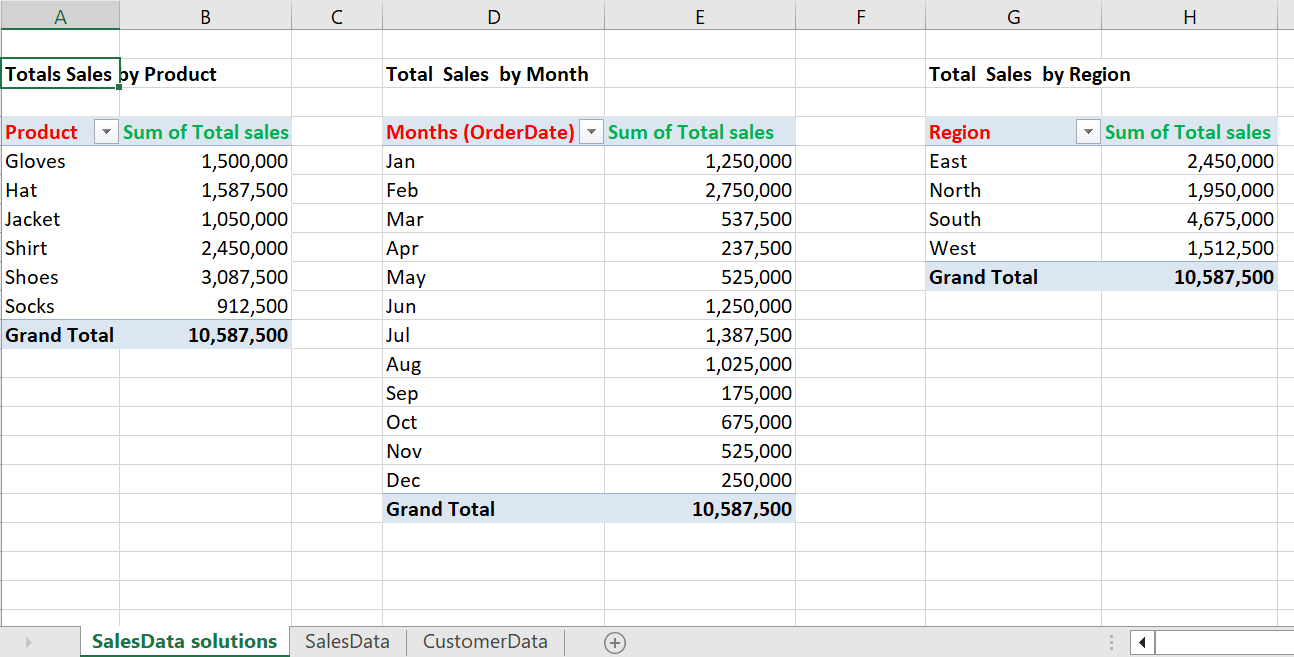 A B C D E F G H
Totals Sales by Product Total  Sales  by Month Total  Sales  by Region
Product Sum of Total sales Months (OrderDate) Sum of Total sales Region Sum of Total sales
Gloves 1,500,000 Jan 1,250,000 East 2,450,000
Hat 1,587,500 Feb 2,750,000 North 1,950,000
Jacket 1,050,000 Mar 537,500 South 4,675,000
Shirt 2,450,000 Apr 237,500 West 1,512,500
Shoes 3,087,500 May 525,000 Grand Total 10,587,500
Socks 912,500 Jun 1,250,000
Grand Total 10,587,500 Jul 1,387,500
Aug 1,025,000
Sep 175,000
Oct 675,000
Nov 525,000
Dec 250,000
Grand Total 10,587,500
SalesData solutions SalesData CustomerData